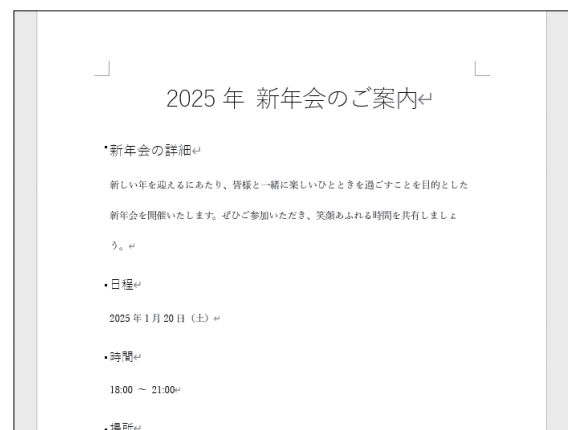 2025 年 新年会のご案内
新年会の詳細
新しい年を迎えるにあたり、皆様と一緒に楽しいひとときを過ごすことを目的とした
新年会を開催いたします。ぜひご参加いただき、笑顔あふれる時間を共有しましょ
う。
日程
2025 年 1 月 20 日（土）
時間
18:00 ～ 21:00
場所